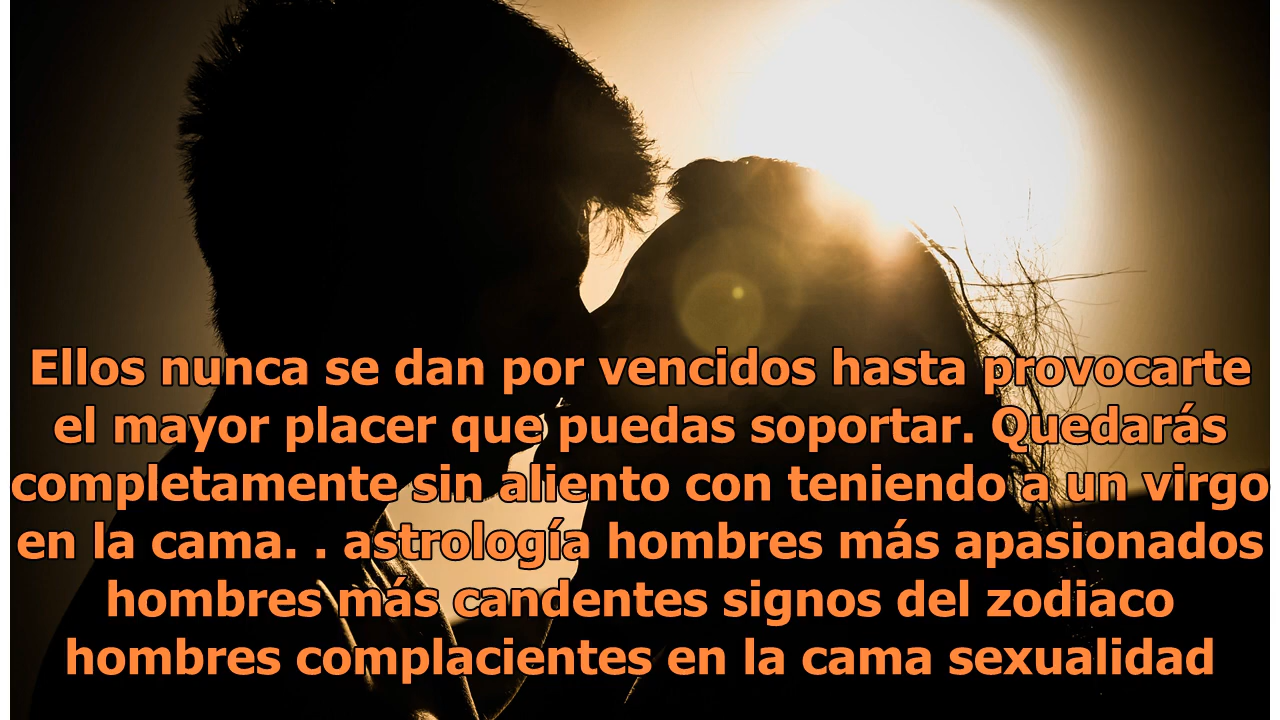 Ellos nunca se dan por vencidos hasta provocarte
el mayor placer que puedas soportar. Quedarás
completamente sin aliento con teniendo a un virgo
en la cama. . astrología hombres más apasionados
hombres más candentes signos del zodiaco
hombres complacientes en la cama sexualidad